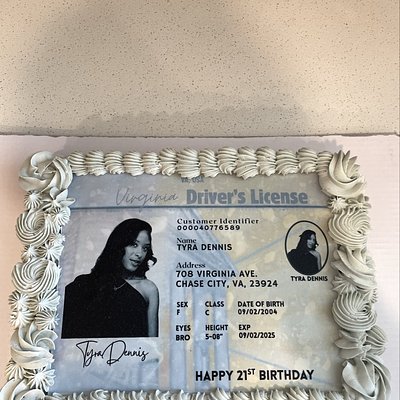 VA, USA
Virginia Driver's License
Customer Identifier
000040776589
Name
TYRA DENNIS
Address
708 VIRGINIA AVE.
CHASE CITY, VA, 23924
TYRA DENNIS
SEX CLASS DATE OF BIRTH
F C 09/02/2004
EYES HEIGHT EXP
BRO 5-08" 09/02/2025
Tyra Dennis
HAPPY 21ST BIRTHDAY